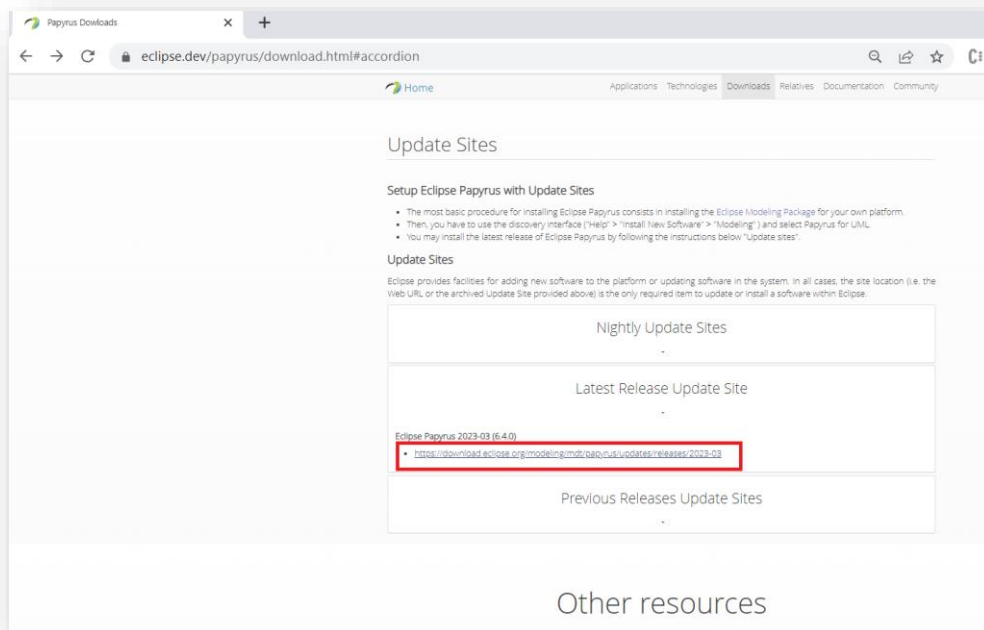 Papyrus Dowloads
eclipse.dev/papyrus/download.html#accordion
Home Applications Technologies Downloads Relatives Documentation Community
Update Sites
Setup Eclipse Papyrus with Update Sites
• The most basic procedure for installing Eclipse Papyrus consists in installing the Eclipse Modeling Package for your own platform.
• Then, you have to use the discovery interface ("Help" > "Install New Software" > "Modeling" ) and select Papyrus for UML.
• You may install the latest release of Eclipse Papyrus by following the instructions below "Update sites".
Update Sites
Eclipse provides facilities for adding new software to the platform or updating software in the system. In all cases, the site location (i.e. the
Web URL or the archived Update Site provided above) is the only required item to update or install a software within Eclipse.
Nightly Update Sites
Latest Release Update Site
Eclipse Papyrus 2023-03 (6.4.0)
• https://download.eclipse.org/modeling/mdt/papyrus/updates/releases/2023-03
Previous Releases Update Sites
Other resources